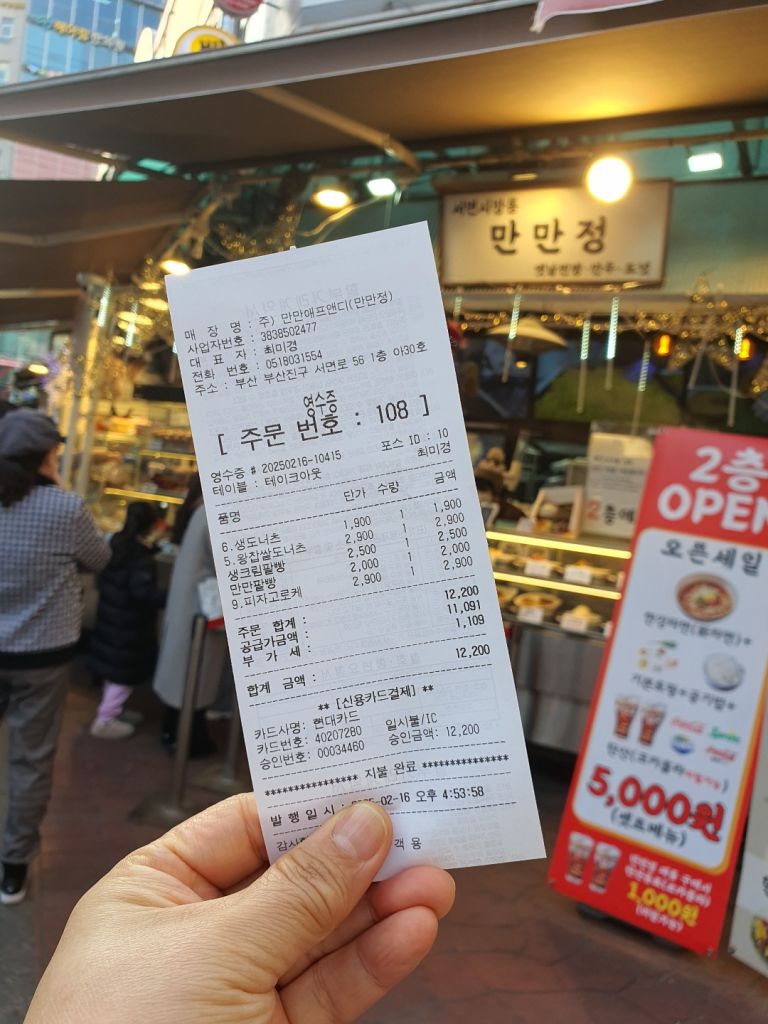 매 장 명 : 주) 만만애프앤디(만만정)
사업자번호 : 3838502477
대 표 자 : 최미경
전화 번호 : 0518031554
주소 : 부산 부산진구 서면로 56 1층 아30호
영수증
[ 주문 번호 : 108 ]
영수증 # 20250216-10415 포스 ID : 10
테이블 : 테이크아웃 최미경
품명 단가 수량 금액
6.생도너츠 1,900 1 1,900
5.왕찹쌀도너츠 2,900 1 2,900
생크림팥빵 2,500 1 2,500
만만팥빵 2,000 1 2,000
9.피자고로케 2,900 1 2,900
주문 합계 : 12,200
공급가금액 : 11,091
부 가 세 : 1,109
합계 금액 : 12,200
** [신용카드결제] **
카드사명: 현대카드 일시불/IC
카드번호: 40207280 승인금액: 12,200
승인번호: 00034460
**************** 지불 완료 ***************
발 행 일 시 : 02-16 오후 4:53:58
객 용
서면시장통
만만정
2층
OPEN
오픈세일
5,000원
(셋트메뉴)
1,000원